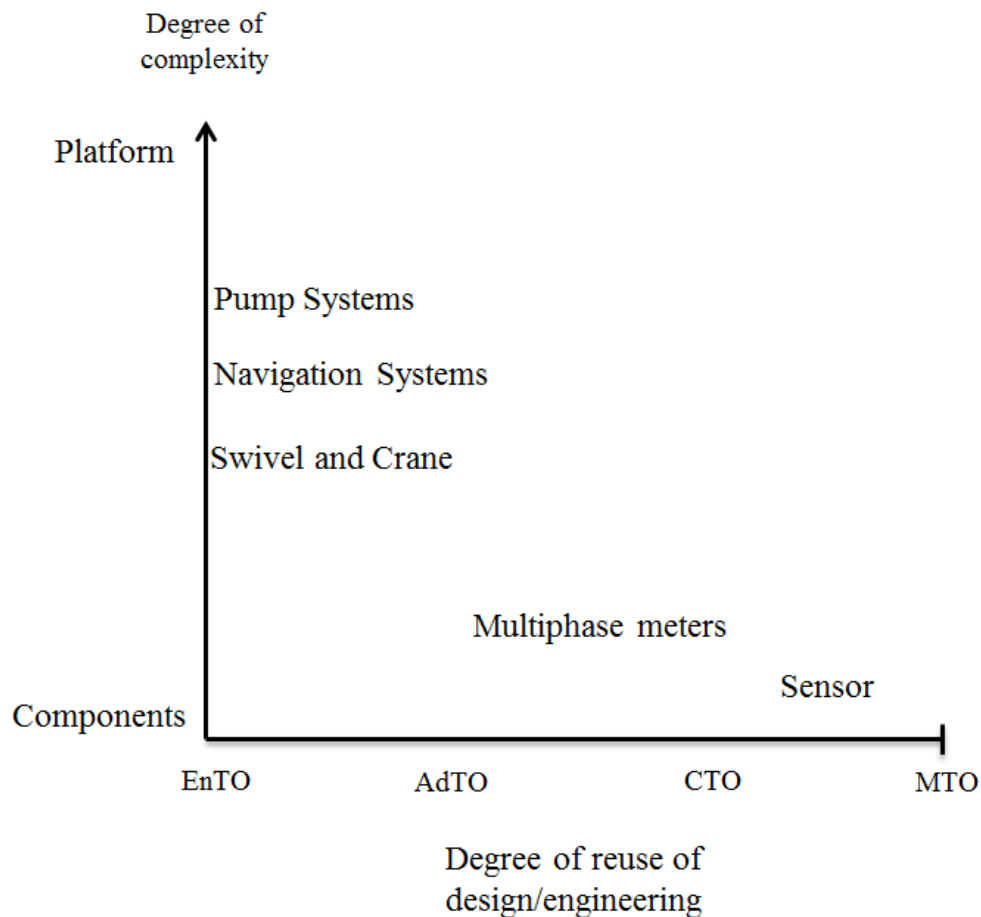 Degree of
complexity
Platform
Pump Systems
Navigation Systems
Swivel and Crane
Multiphase meters
Sensor
Components
EnTO AdTO CTO MTO
Degree of reuse of
design/engineering